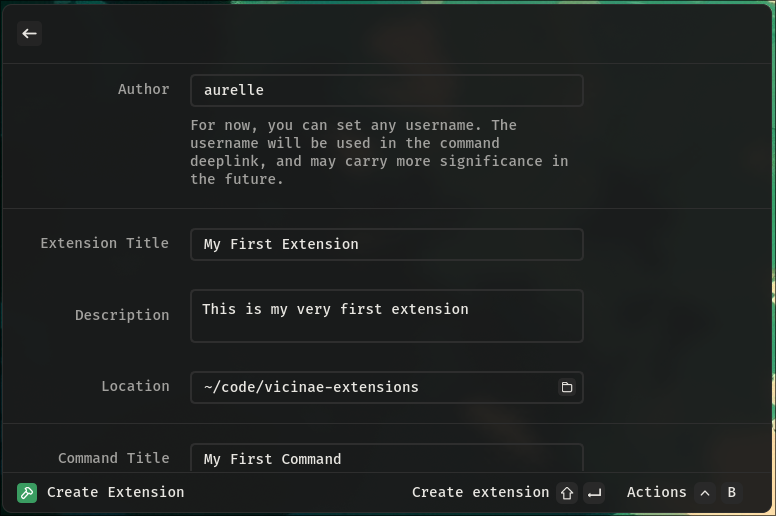 Author
aurelle
For now, you can set any username. The
username will be used in the command
deeplink, and may carry more significance in
the future.
Extension Title
My First Extension
Description
This is my very first extension
Location
~/code/vicinae-extensions
Command Title
My First Command
Create Extension
Create extension
Actions
B